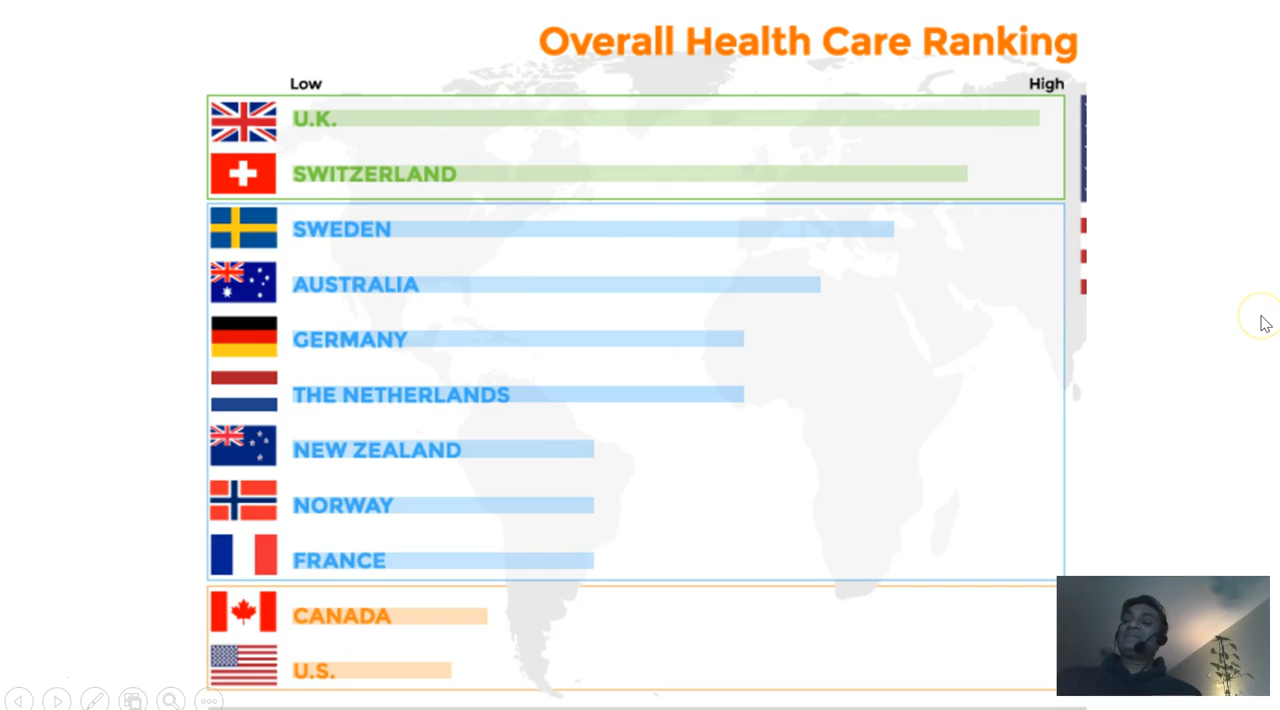 Overall Health Care Ranking
Low High
U.K.
SWITZERLAND
SWEDEN
AUSTRALIA
GERMANY
THE NETHERLANDS
NEW ZEALAND
NORWAY
FRANCE
CANADA
U.S.